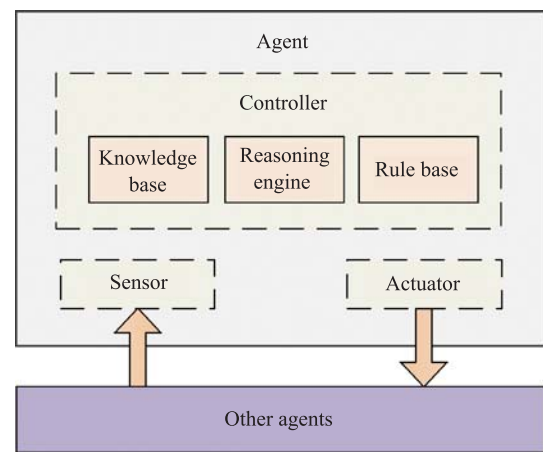 Agent
Controller
Knowledge
base
Reasoning
engine
Rule base
Sensor
Actuator
Other agents